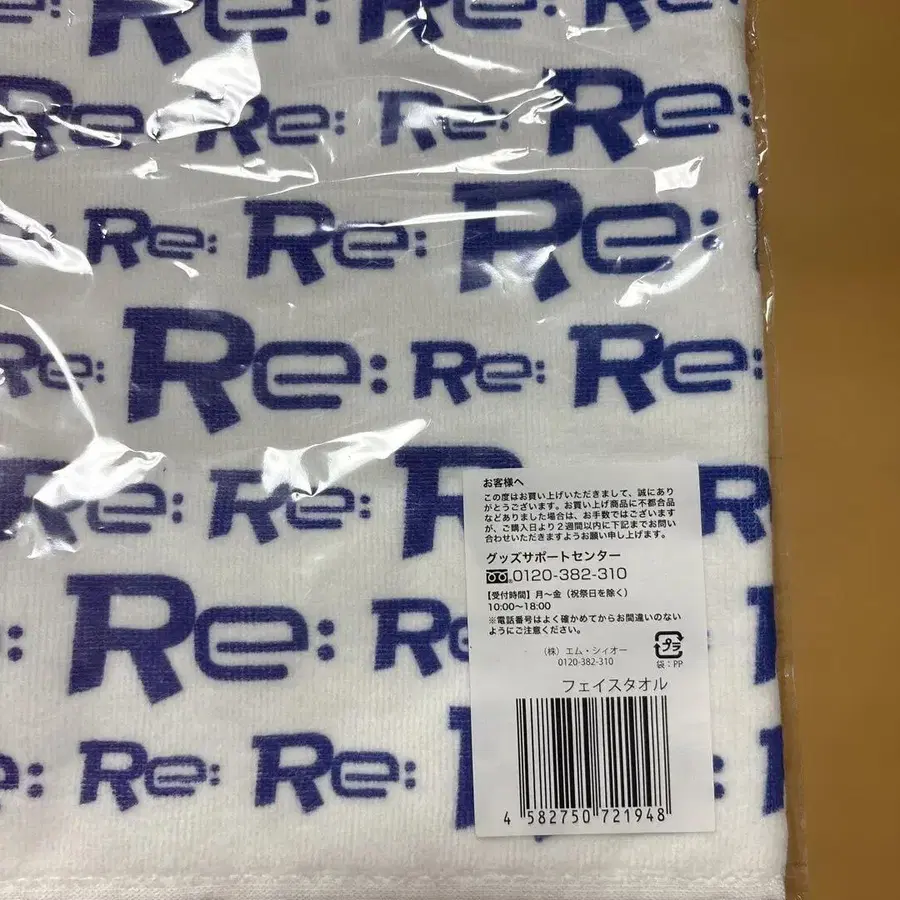 Re: Re: Re:
Re: Re: Re: Re:
Re: Re: Re:
Re: Re: Re: Re:
Re: Re: Re
Re: Re
Re: Re:
お客様へ
この度はお買い上げいただきまして、誠にあり
がとうございます。お買い上げ商品に不都合品
などありました場合は、お手数ではございます
が、ご購入日より2週間以内に下記までお問い
合わせいただきますようお願い申し上げます。
グッズサポートセンター
0120-382-310
【受付時間】月〜金(祝祭日を除く)
10:00〜18:00
※電話番号はよく確かめてからお間違いのない
ようにご注意ください。
(株)エム・シィオー
0120-382-310
プラ
袋:PP
フェイスタオル
4 582750 721948